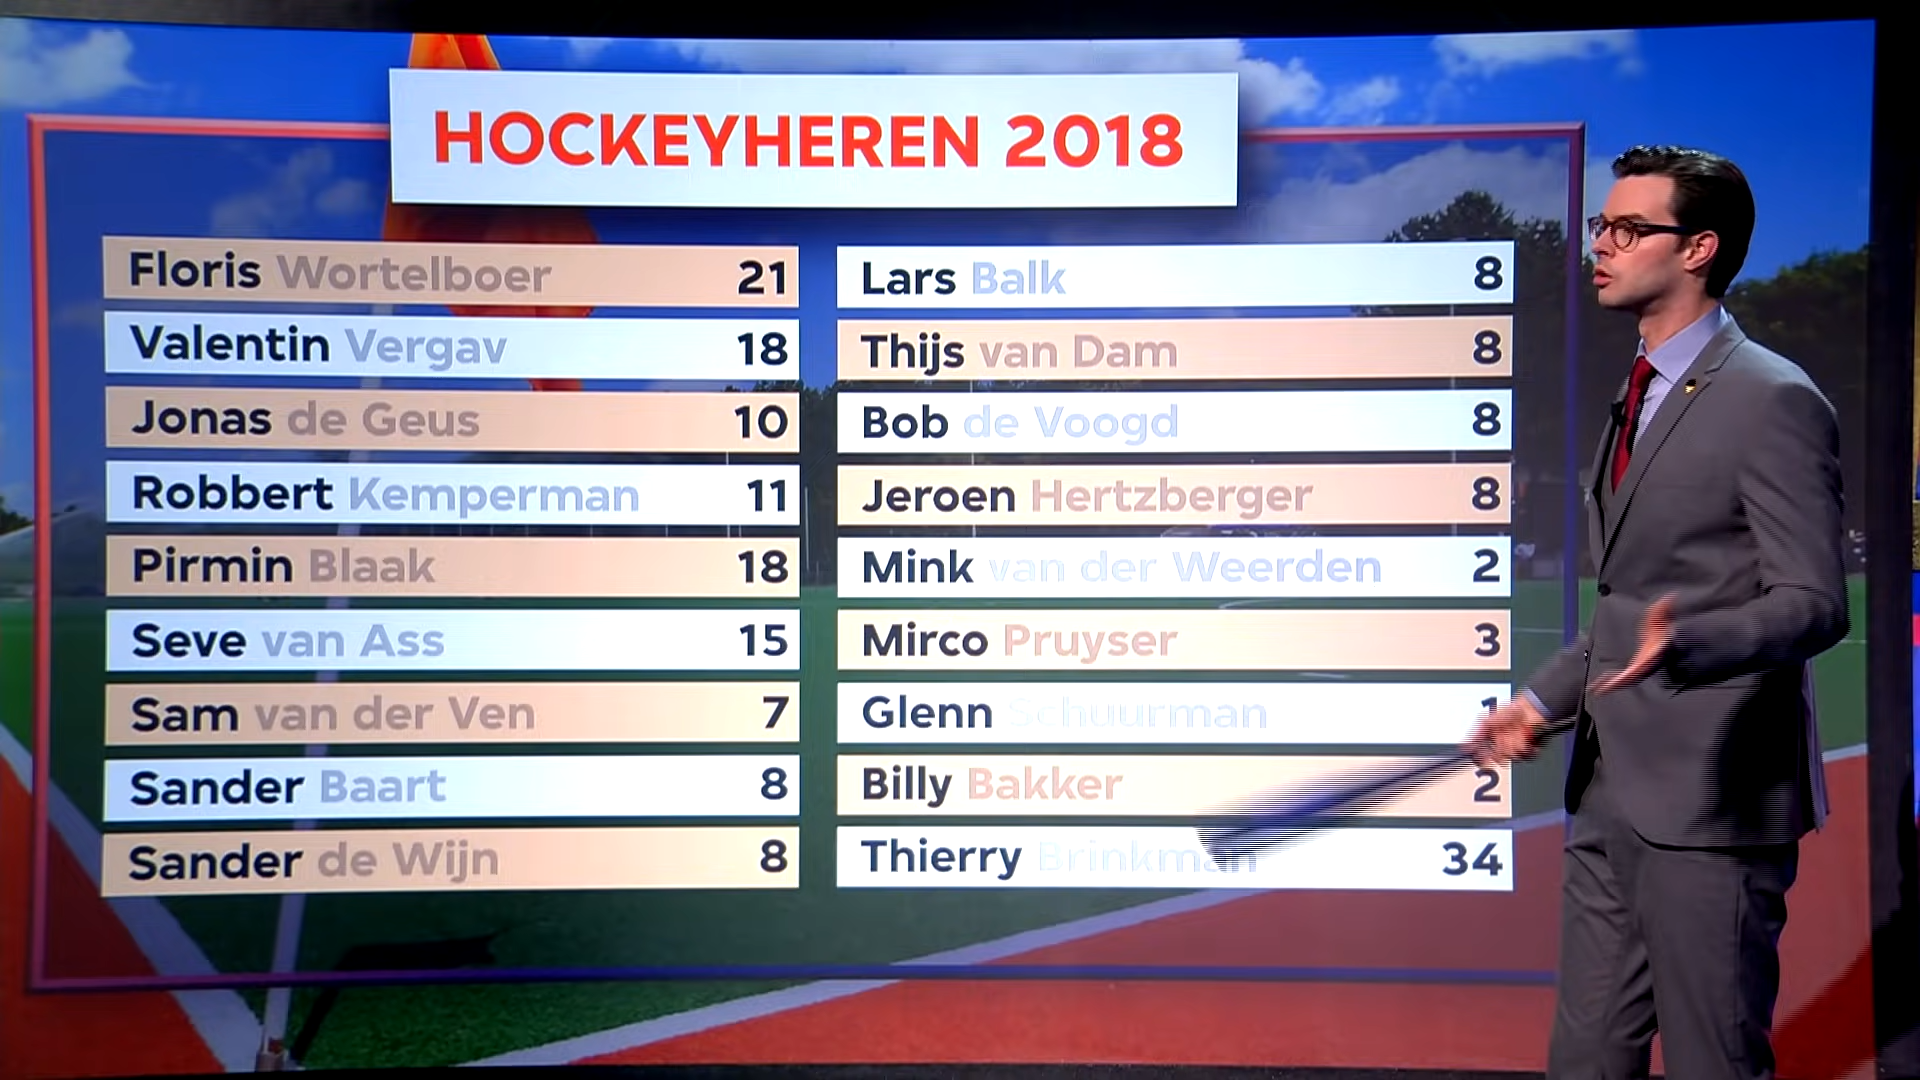 HOCKEYHEREN 2018
Floris Wortelboer 21
Valentin Vergav 18
Jonas de Geus 10
Robbert Kemperman 11
Pirmin Blaak 18
Seve van Ass 15
Sam van der Ven 7
Sander Baart 8
Sander de Wijn 8
Lars Balk 8
Thijs van Dam 8
Bob de Voogd 8
Jeroen Hertzberger 8
Mink van der Weerden 2
Mirco Pruyser 3
Glenn Schuurman 1
Billy Bakker 2
Thierry Brinkman 34